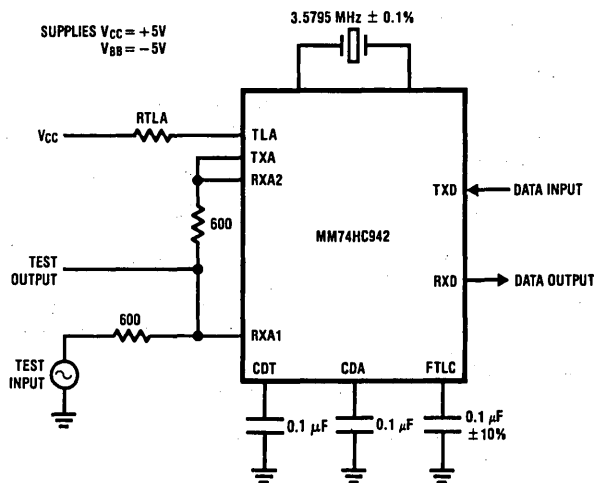 3.5795 MHz ± 0.1%
SUPPLIES VCC = +5V
VBB = −5V
RTLA
VCC
TLA
TXA
RXA2
TXD
DATA INPUT
600
MM74HC942
TEST
OUTPUT
RXD
DATA OUTPUT
600
RXA1
TEST
INPUT
CDT
CDA
FTLC
0.1 μF
0.1 μF
0.1 μF
±10%